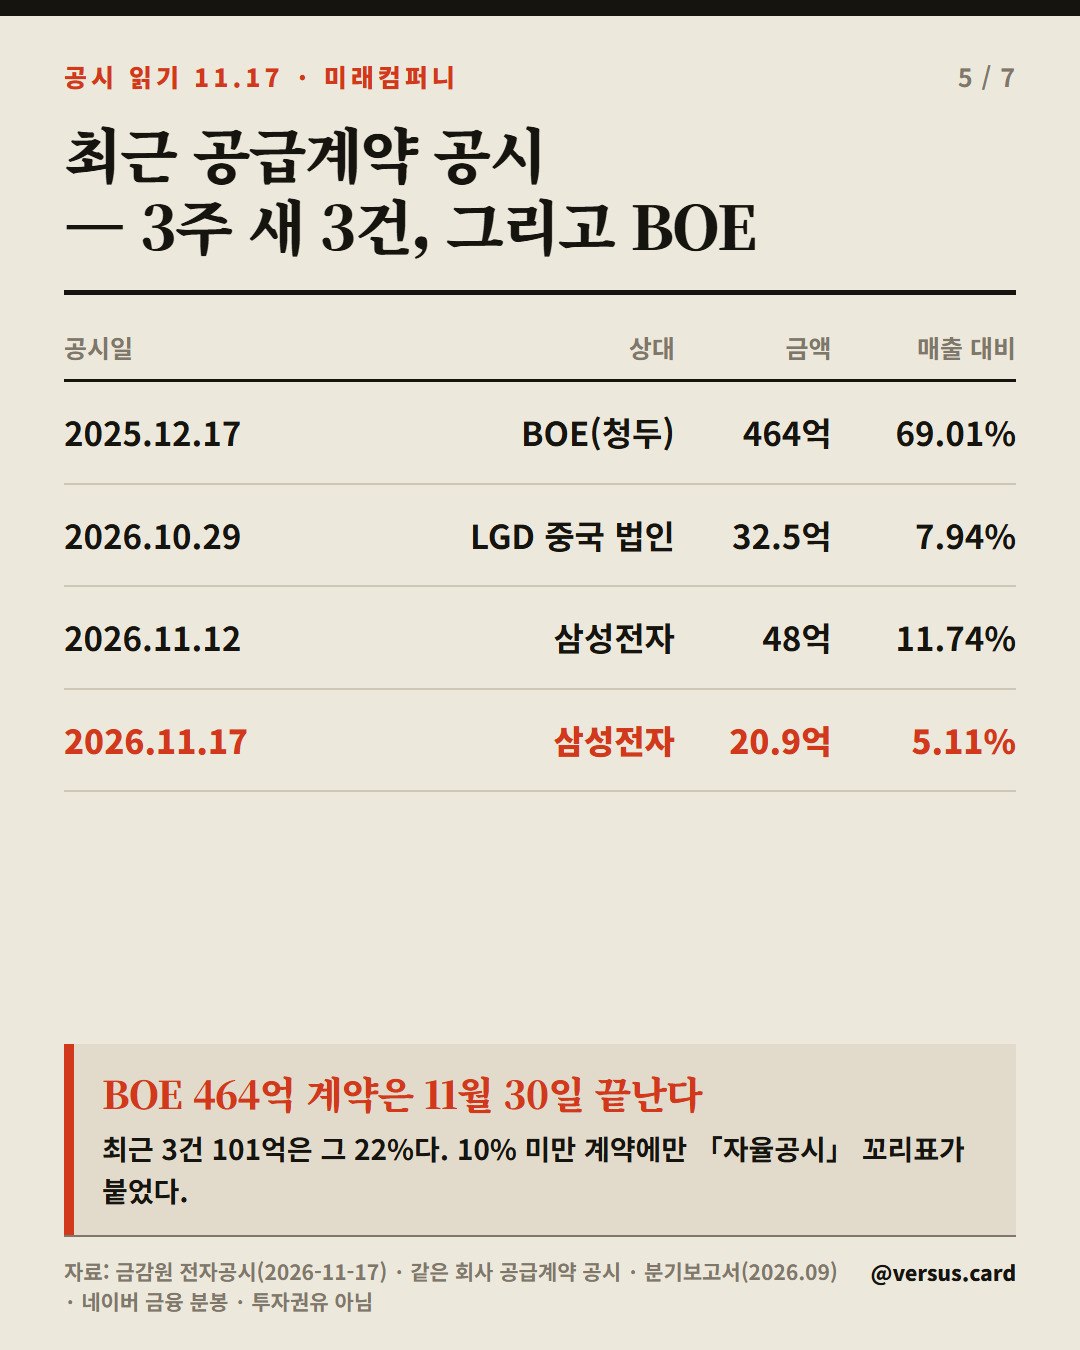 공시 읽기 11.17 · 미래컴퍼니
5 / 7
최근 공급계약 공시
— 3주 새 3건, 그리고 BOE
공시일 상대 금액 매출 대비
2025.12.17 BOE(청두) 464억 69.01%
2026.10.29 LGD 중국 법인 32.5억 7.94%
2026.11.12 삼성전자 48억 11.74%
2026.11.17 삼성전자 20.9억 5.11%
BOE 464억 계약은 11월 30일 끝난다
최근 3건 101억은 그 22%다. 10% 미만 계약에만 「자율공시」 꼬리표가
붙었다.
자료: 금감원 전자공시(2026-11-17) · 같은 회사 공급계약 공시 · 분기보고서(2026.09)
· 네이버 금융 분봉 · 투자권유 아님
@versus.card